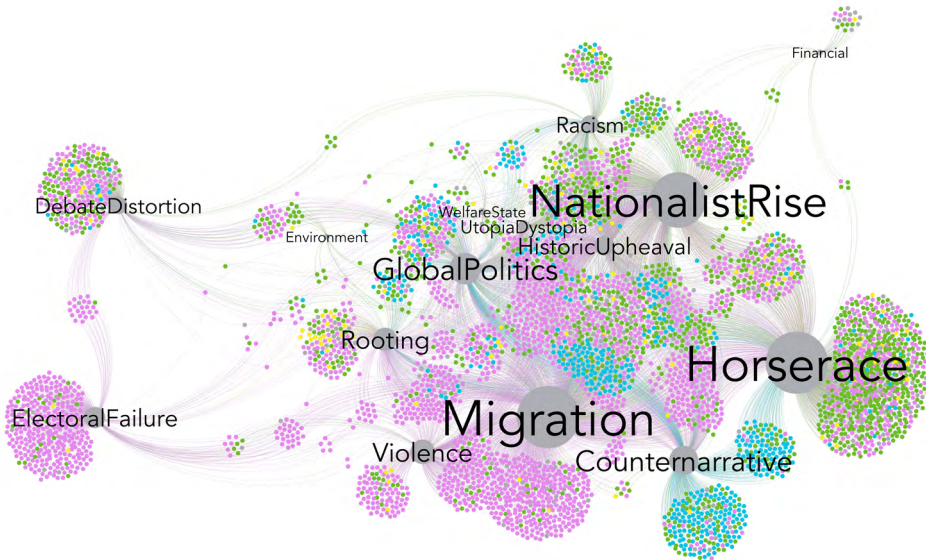 Financial
Racism
NationalistRise
DebateDistortion
WelfareState
UtopiaDystopia
Environment
HistoricUpheaval
GlobalPolitics
Rooting
Horserace
ElectoralFailure
Migration
Violence
Counternarrative